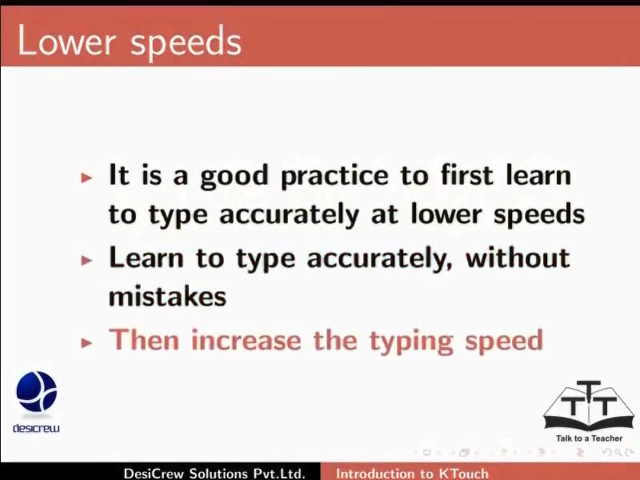 Lower speeds
It is a good practice to first learn
to type accurately at lower speeds
Learn to type accurately, without
mistakes
Then increase the typing speed
desicrew
TTT
Talk to a Teacher
DesiCrew Solutions Pvt.Ltd. Introduction to KTouch